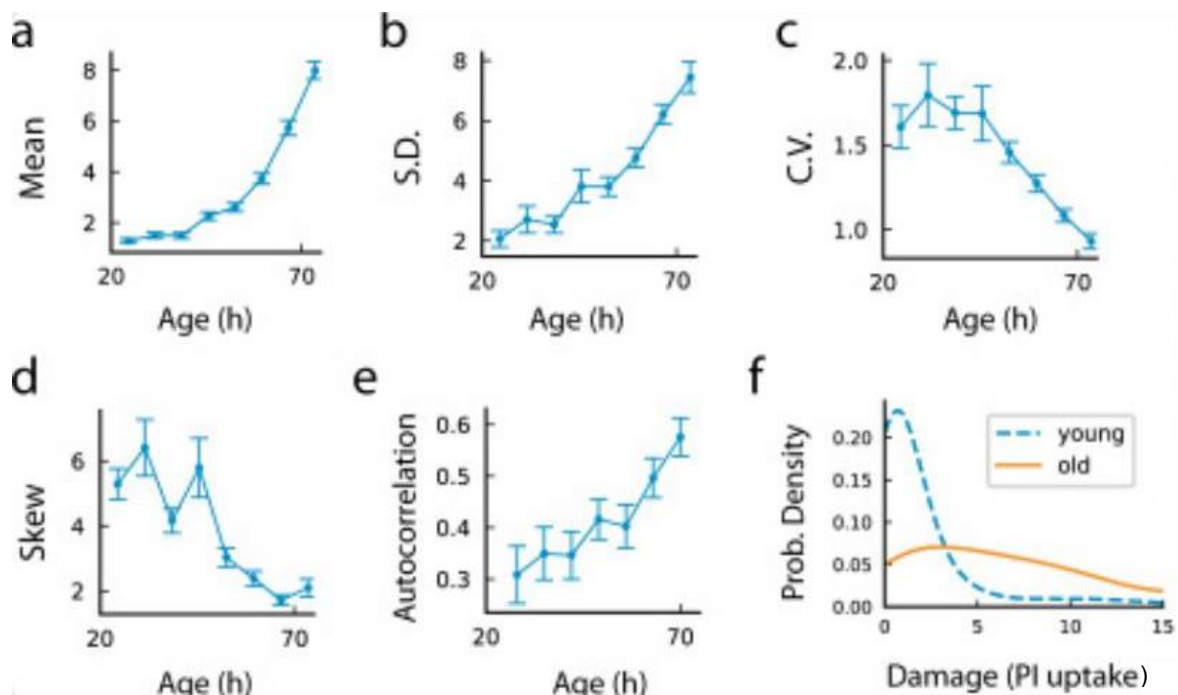 a
Mean
8
6
4
2
20 70
Age (h)
b
S.D.
8
6
4
2
20 70
Age (h)
c
C.V.
2.0
1.5
1.0
20 70
Age (h)
d
Skew
6
4
2
20 70
Age (h)
e
Autocorrelation
0.6
0.5
0.4
0.3
20 70
Age (h)
f
Prob. Density
0.20
0.15
0.10
0.05
0.00
0 5 10 15
young
old
Damage (PI uptake)